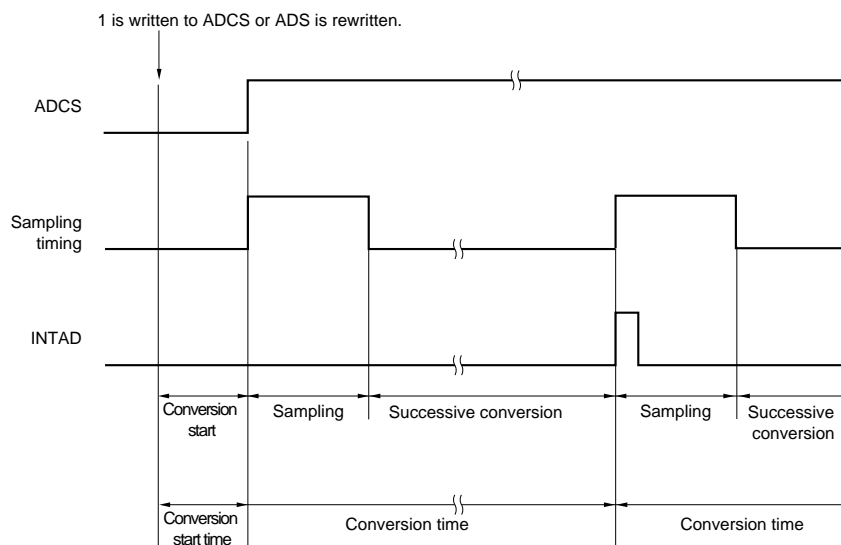 1 is written to ADCS or ADS is rewritten.
ADCS
Sampling
timing
INTAD
Conversion
start
Sampling
Successive conversion
Sampling
Successive
conversion
Conversion
start time
Conversion time
Conversion time